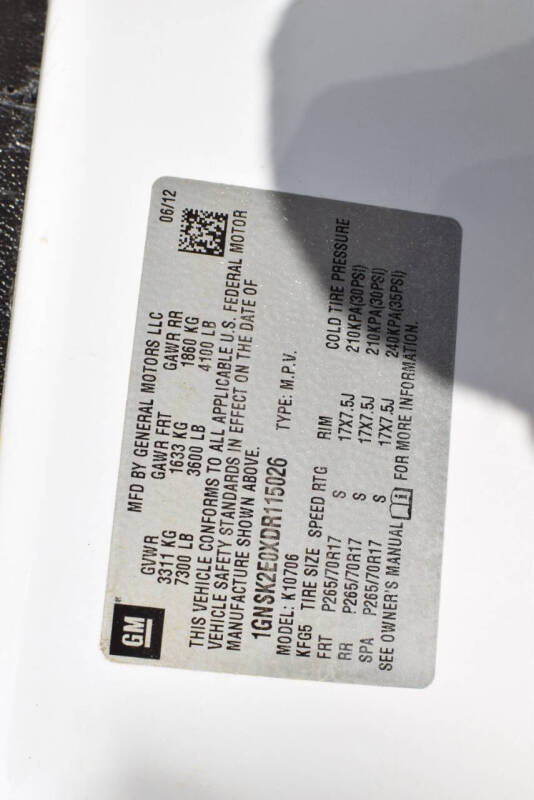 GM
MFD BY GENERAL MOTORS LLC 06/12
GVWR GAWR FRT GAWR RR
3311 KG 1633 KG 1860 KG
7300 LB 3600 LB 4100 LB
THIS VEHICLE CONFORMS TO ALL APPLICABLE U.S. FEDERAL MOTOR
VEHICLE SAFETY STANDARDS IN EFFECT ON THE DATE OF
MANUFACTURE SHOWN ABOVE.
1GNSK2E0XDR115026 TYPE: M.P.V.
MODEL: K10706
KFG5 TIRE SIZE SPEED RTG RIM COLD TIRE PRESSURE
FRT P265/70R17 S 17X7.5J 210KPA(30PSI)
RR P265/70R17 S 17X7.5J 210KPA(30PSI)
SPA P265/70R17 S 17X7.5J 240KPA(35PSI)
SEE OWNER'S MANUAL FOR MORE INFORMATION.